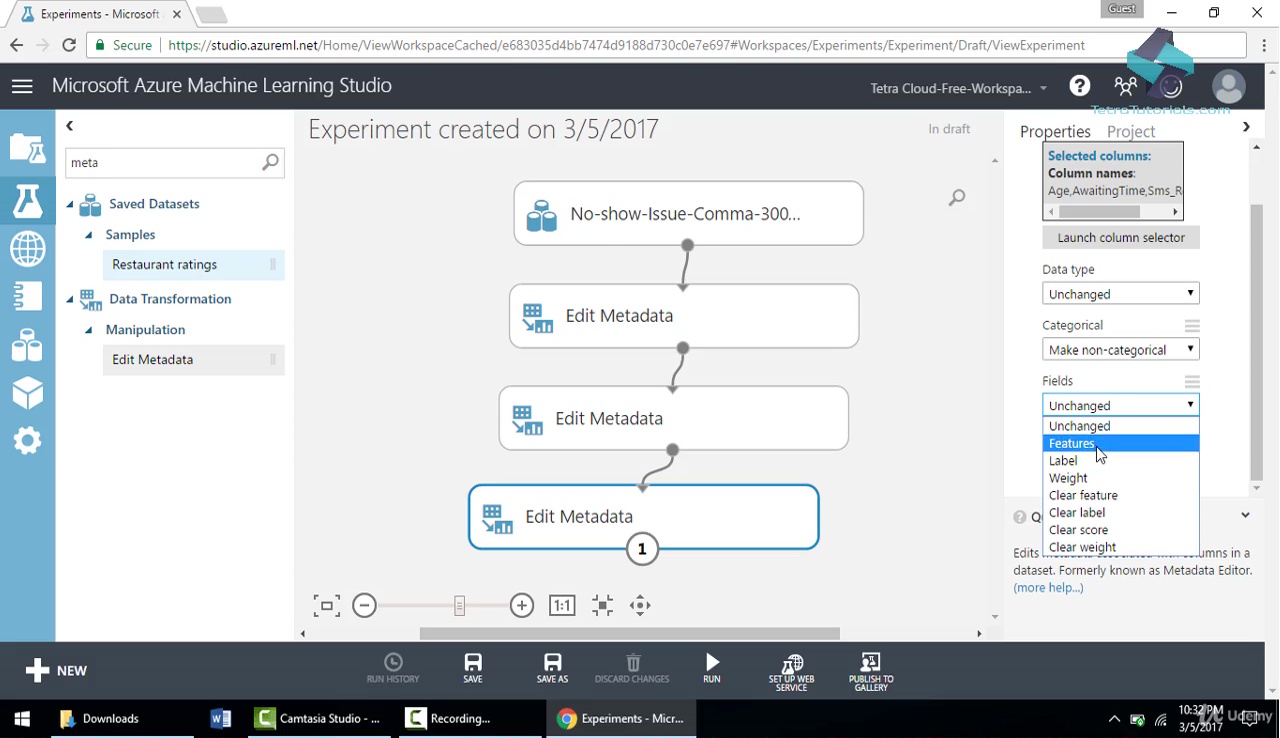 Experiments - Microsoft
Guest
Secure
https://studio.azureml.net/Home/ViewWorkspaceCached/e683035d4bb7474d9188d730c0e7e697#Workspaces/Experiments/Experiment/Draft/ViewExperiment
Microsoft Azure Machine Learning Studio
Tetra Cloud-Free-Workspa...
?
TetraTutorials.com
meta
Saved Datasets
Samples
Restaurant ratings
Data Transformation
Manipulation
Edit Metadata
Experiment created on 3/5/2017
In draft
No-show-Issue-Comma-300...
Edit Metadata
Edit Metadata
Edit Metadata
1
1:1
Properties
Project
Selected columns:
Column names:
Age,AwaitingTime,Sms_R
Launch column selector
Data type
Unchanged
Categorical
Make non-categorical
Fields
Unchanged
Unchanged
Features
Label
Weight
Clear feature
Clear label
Clear score
Clear weight
Edits metadata associated with columns in a
dataset. Formerly known as Metadata Editor.
(more help...)
NEW
RUN HISTORY
SAVE
SAVE AS
DISCARD CHANGES
RUN
SET UP WEB
SERVICE
PUBLISH TO
GALLERY
Downloads
Camtasia Studio - ...
Recording...
Experiments - Micr...
10:32 PM
3/5/2017
Udemy